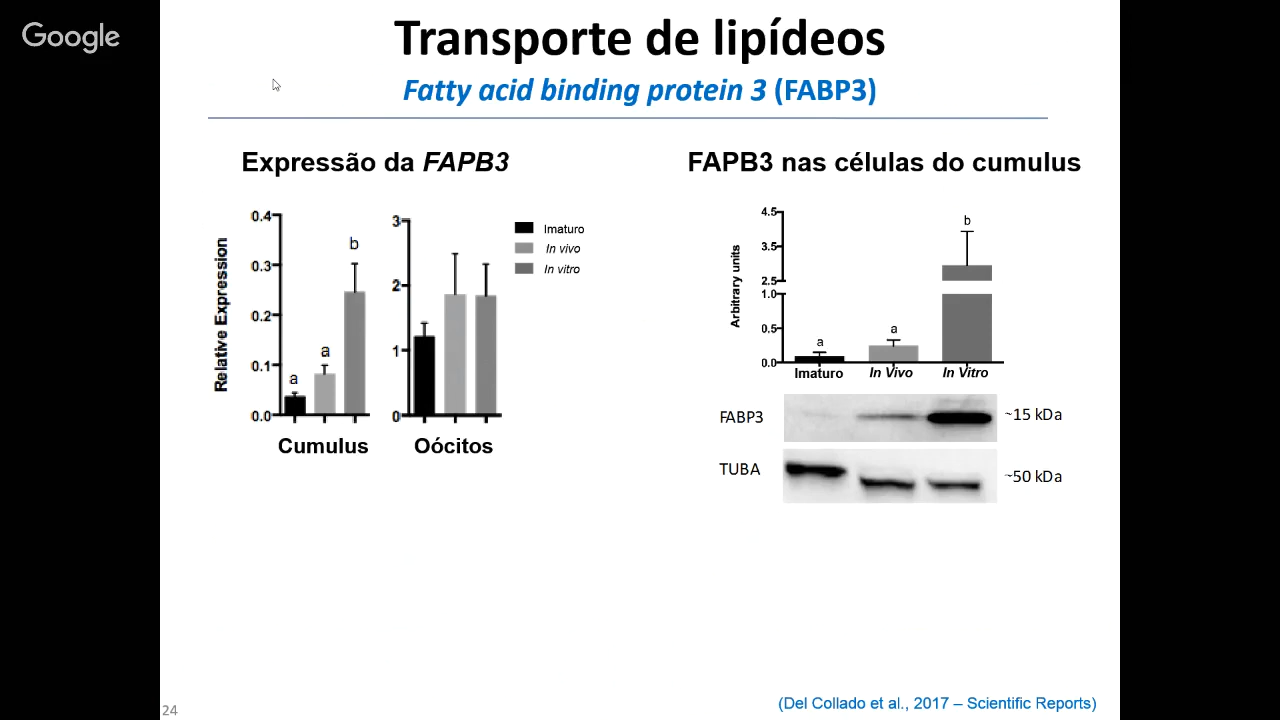 Google
Transporte de lipídeos
Fatty acid binding protein 3 (FABP3)
Expressão da FAPB3
FAPB3 nas células do cumulus
Relative Expression
0.4
0.3
0.2
0.1
0.0
a
a
b
Cumulus
3
2
1
0
Oócitos
Imaturo
In vivo
In vitro
Arbitrary units
4.5
3.5
2.5
1.0
0.5
0.0
a
a
b
Imaturo
In Vivo
In Vitro
FABP3
~15 kDa
TUBA
~50 kDa
(Del Collado et al., 2017 – Scientific Reports)
24